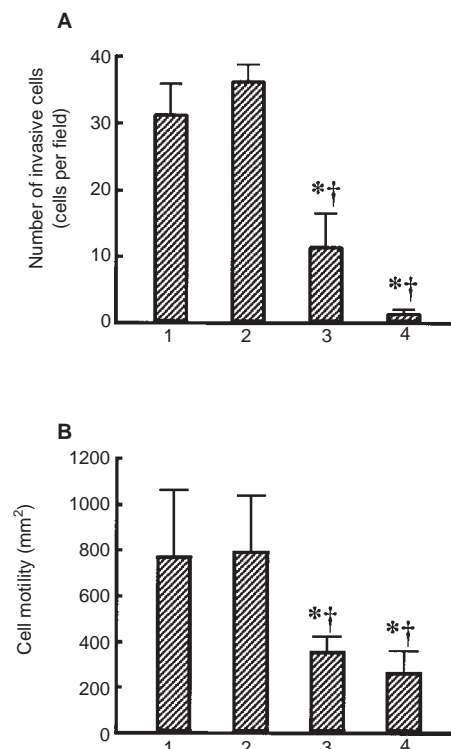 A
Number of invasive cells
(cells per field)
40
30
20
10
0
*†
*†
1 2 3 4
B
Cell motility (mm²)
1200
1000
800
600
400
200
0
*†
*†
1 2 3 4